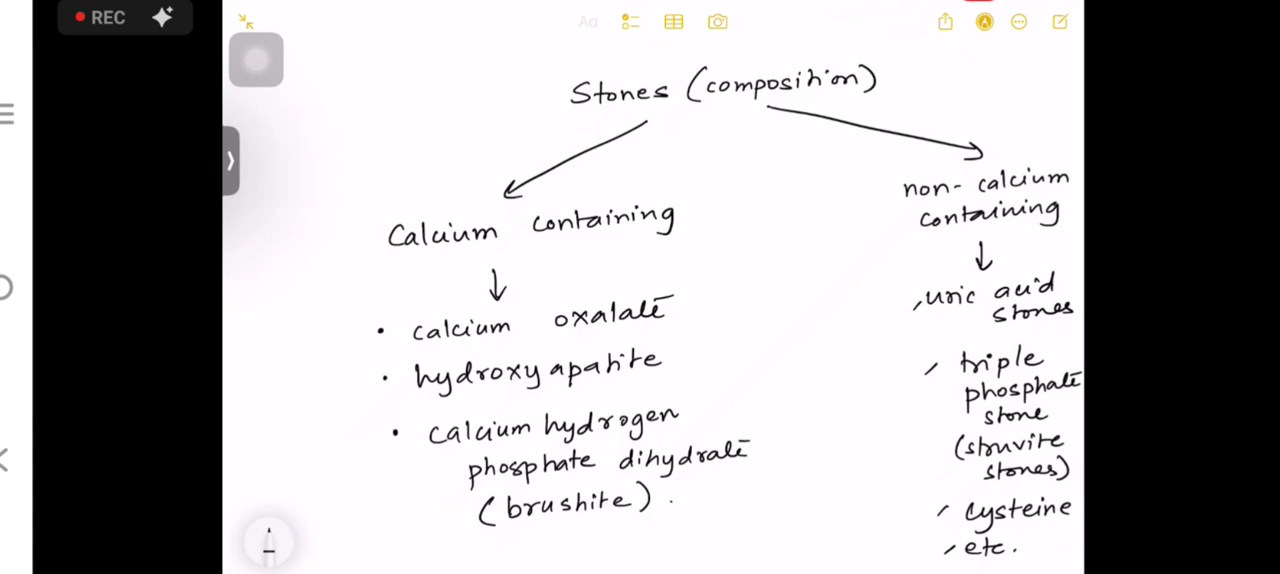 REC
Aa
Stones (composition)
Calcium containing
• calcium oxalate
• hydroxyapatite
• calcium hydrogen
phosphate dihydrate
(brushite).
non-calcium
containing
uric acid
stones
triple
phosphate
stone
(struvite
stones)
cysteine
etc.